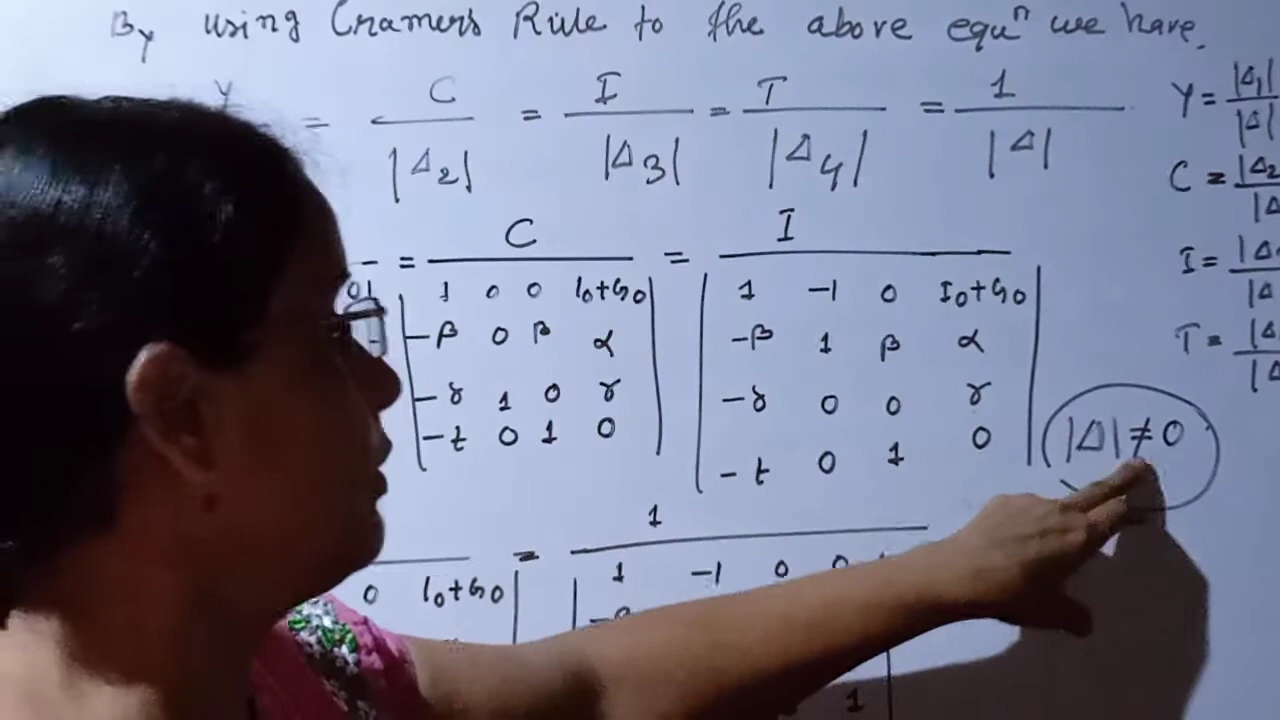 By using Cramers Rule to the above equⁿ we have.
Y = C = I = T = 1
|Δ2| |Δ3| |Δ4| |Δ|
Y = |Δ1| / |Δ|
C = |Δ2 / |Δ
I = |Δ / |Δ
T = |Δ / |Δ
= C = I
1 0 0 I0+G0| |1 -1 0 I0+G0|
-β 0 β α -β 1 β α
-γ 1 0 γ -γ 0 0 γ
-t 0 1 0 -t 0 1 0
|Δ| ≠ 0
= 1
0 I0+G0| |1 -1 0 0
1